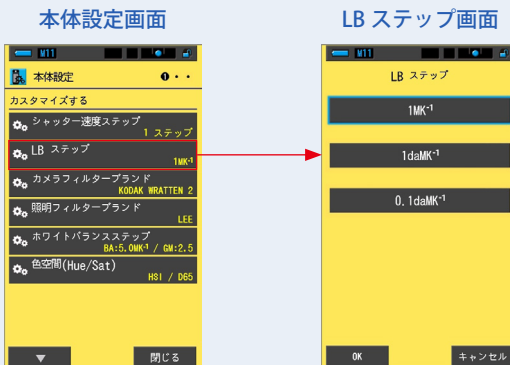 本体設定画面
M11
本体設定
カスタマイズする
シャッター速度ステップ
1 ステップ
LB ステップ
1MK⁻¹
カメラフィルターブランド
KODAK WRATTEN 2
照明フィルターブランド
LEE
ホワイトバランスステップ
BA:5.0MK⁻¹ / GM:2.5
色空間(Hue/Sat)
HSI / D65
▼
閉じる
LB ステップ画面
M11
LB ステップ
1MK⁻¹
1daMK⁻¹
0.1daMK⁻¹
OK
キャンセル